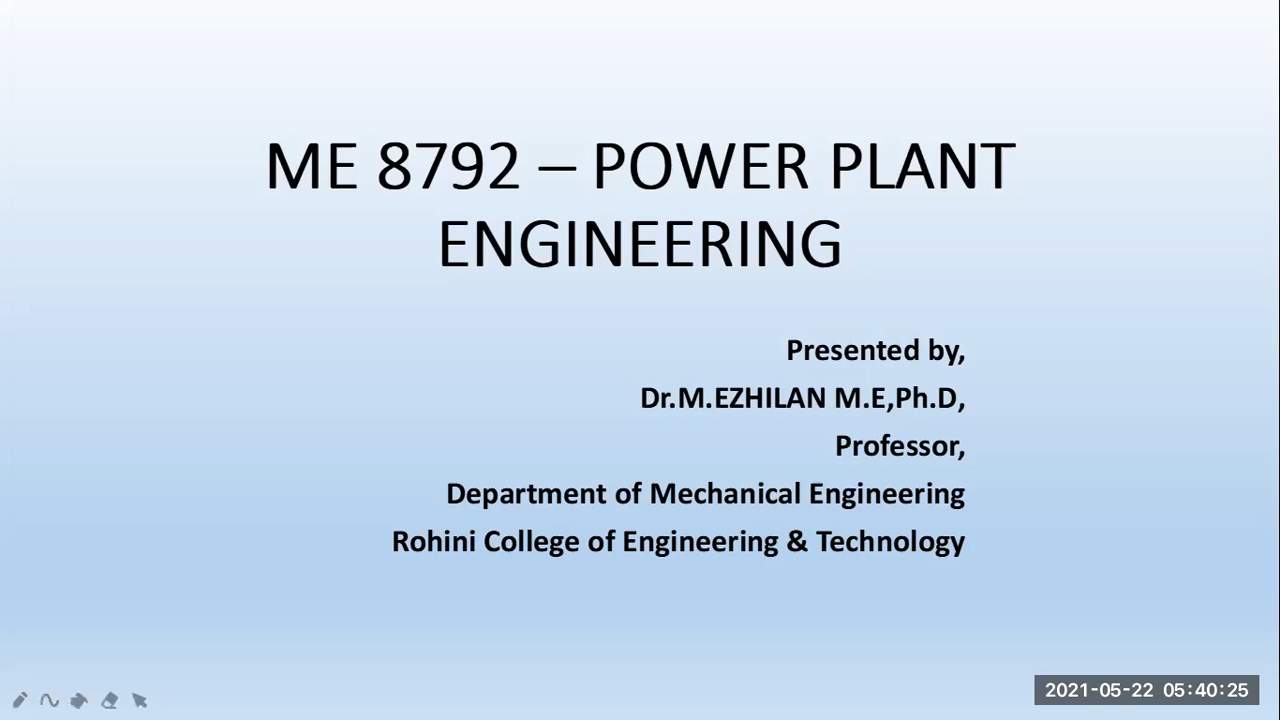 ME 8792 – POWER PLANT
ENGINEERING
Presented by,
Dr.M.EZHILAN M.E,Ph.D,
Professor,
Department of Mechanical Engineering
Rohini College of Engineering & Technology
2021-05-22 05:40:25